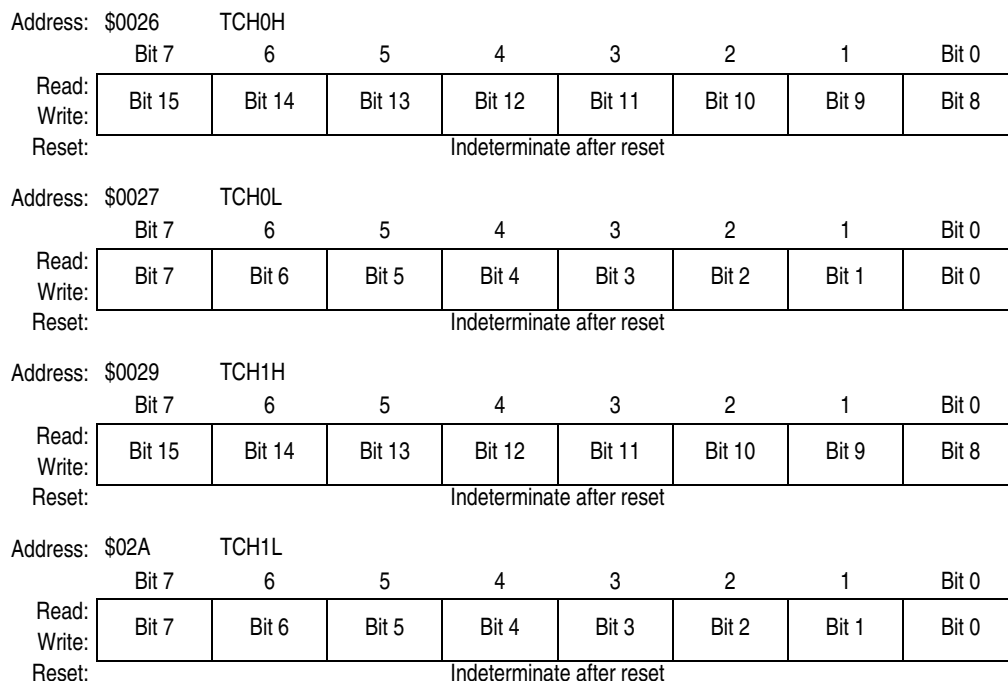 Address: $0026 TCH0H
Bit 7 6 5 4 3 2 1 Bit 0
Read:
Write:
Bit 15 Bit 14 Bit 13 Bit 12 Bit 11 Bit 10 Bit 9 Bit 8
Reset: Indeterminate after reset
Address: $0027 TCH0L
Bit 7 6 5 4 3 2 1 Bit 0
Read:
Write:
Bit 7 Bit 6 Bit 5 Bit 4 Bit 3 Bit 2 Bit 1 Bit 0
Reset: Indeterminate after reset
Address: $0029 TCH1H
Bit 7 6 5 4 3 2 1 Bit 0
Read:
Write:
Bit 15 Bit 14 Bit 13 Bit 12 Bit 11 Bit 10 Bit 9 Bit 8
Reset: Indeterminate after reset
Address: $02A TCH1L
Bit 7 6 5 4 3 2 1 Bit 0
Read:
Write:
Bit 7 Bit 6 Bit 5 Bit 4 Bit 3 Bit 2 Bit 1 Bit 0
Reset: Indeterminate after reset